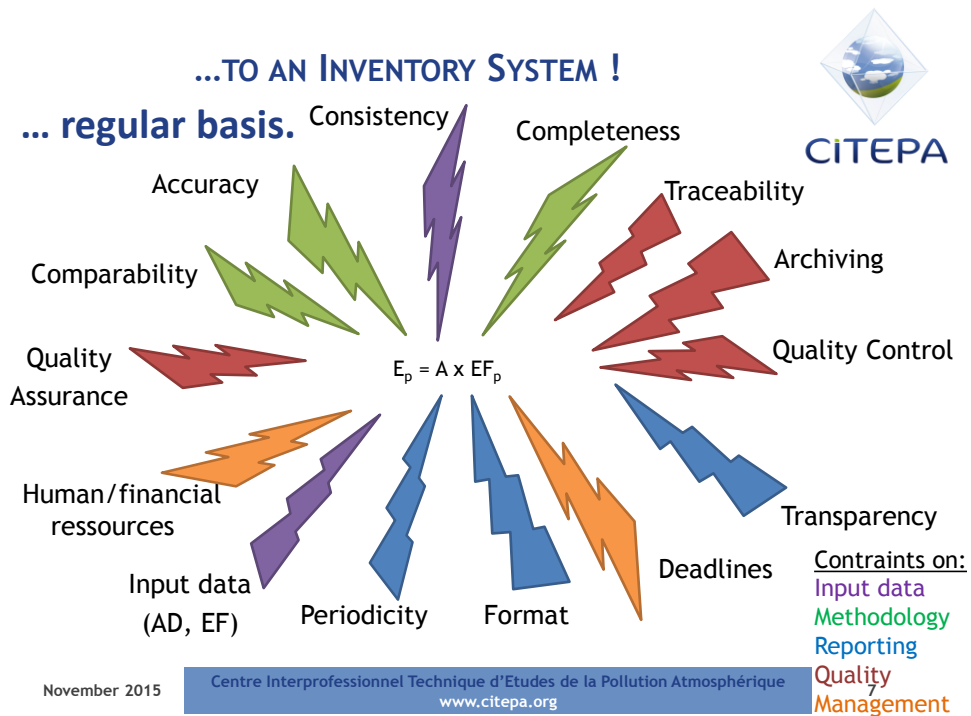 …TO AN INVENTORY SYSTEM !
… regular basis.
CiTEPA
Consistency
Completeness
Accuracy
Traceability
Comparability
Archiving
Quality
Assurance
Quality Control
E_p = A x EF_p
Human/financial
ressources
Transparency
Input data
(AD, EF)
Periodicity
Format
Deadlines
Contraints on:
Input data
Methodology
Reporting
Quality
Management
November 2015
Centre Interprofessionnel Technique d'Etudes de la Pollution Atmosphérique
www.citepa.org
7